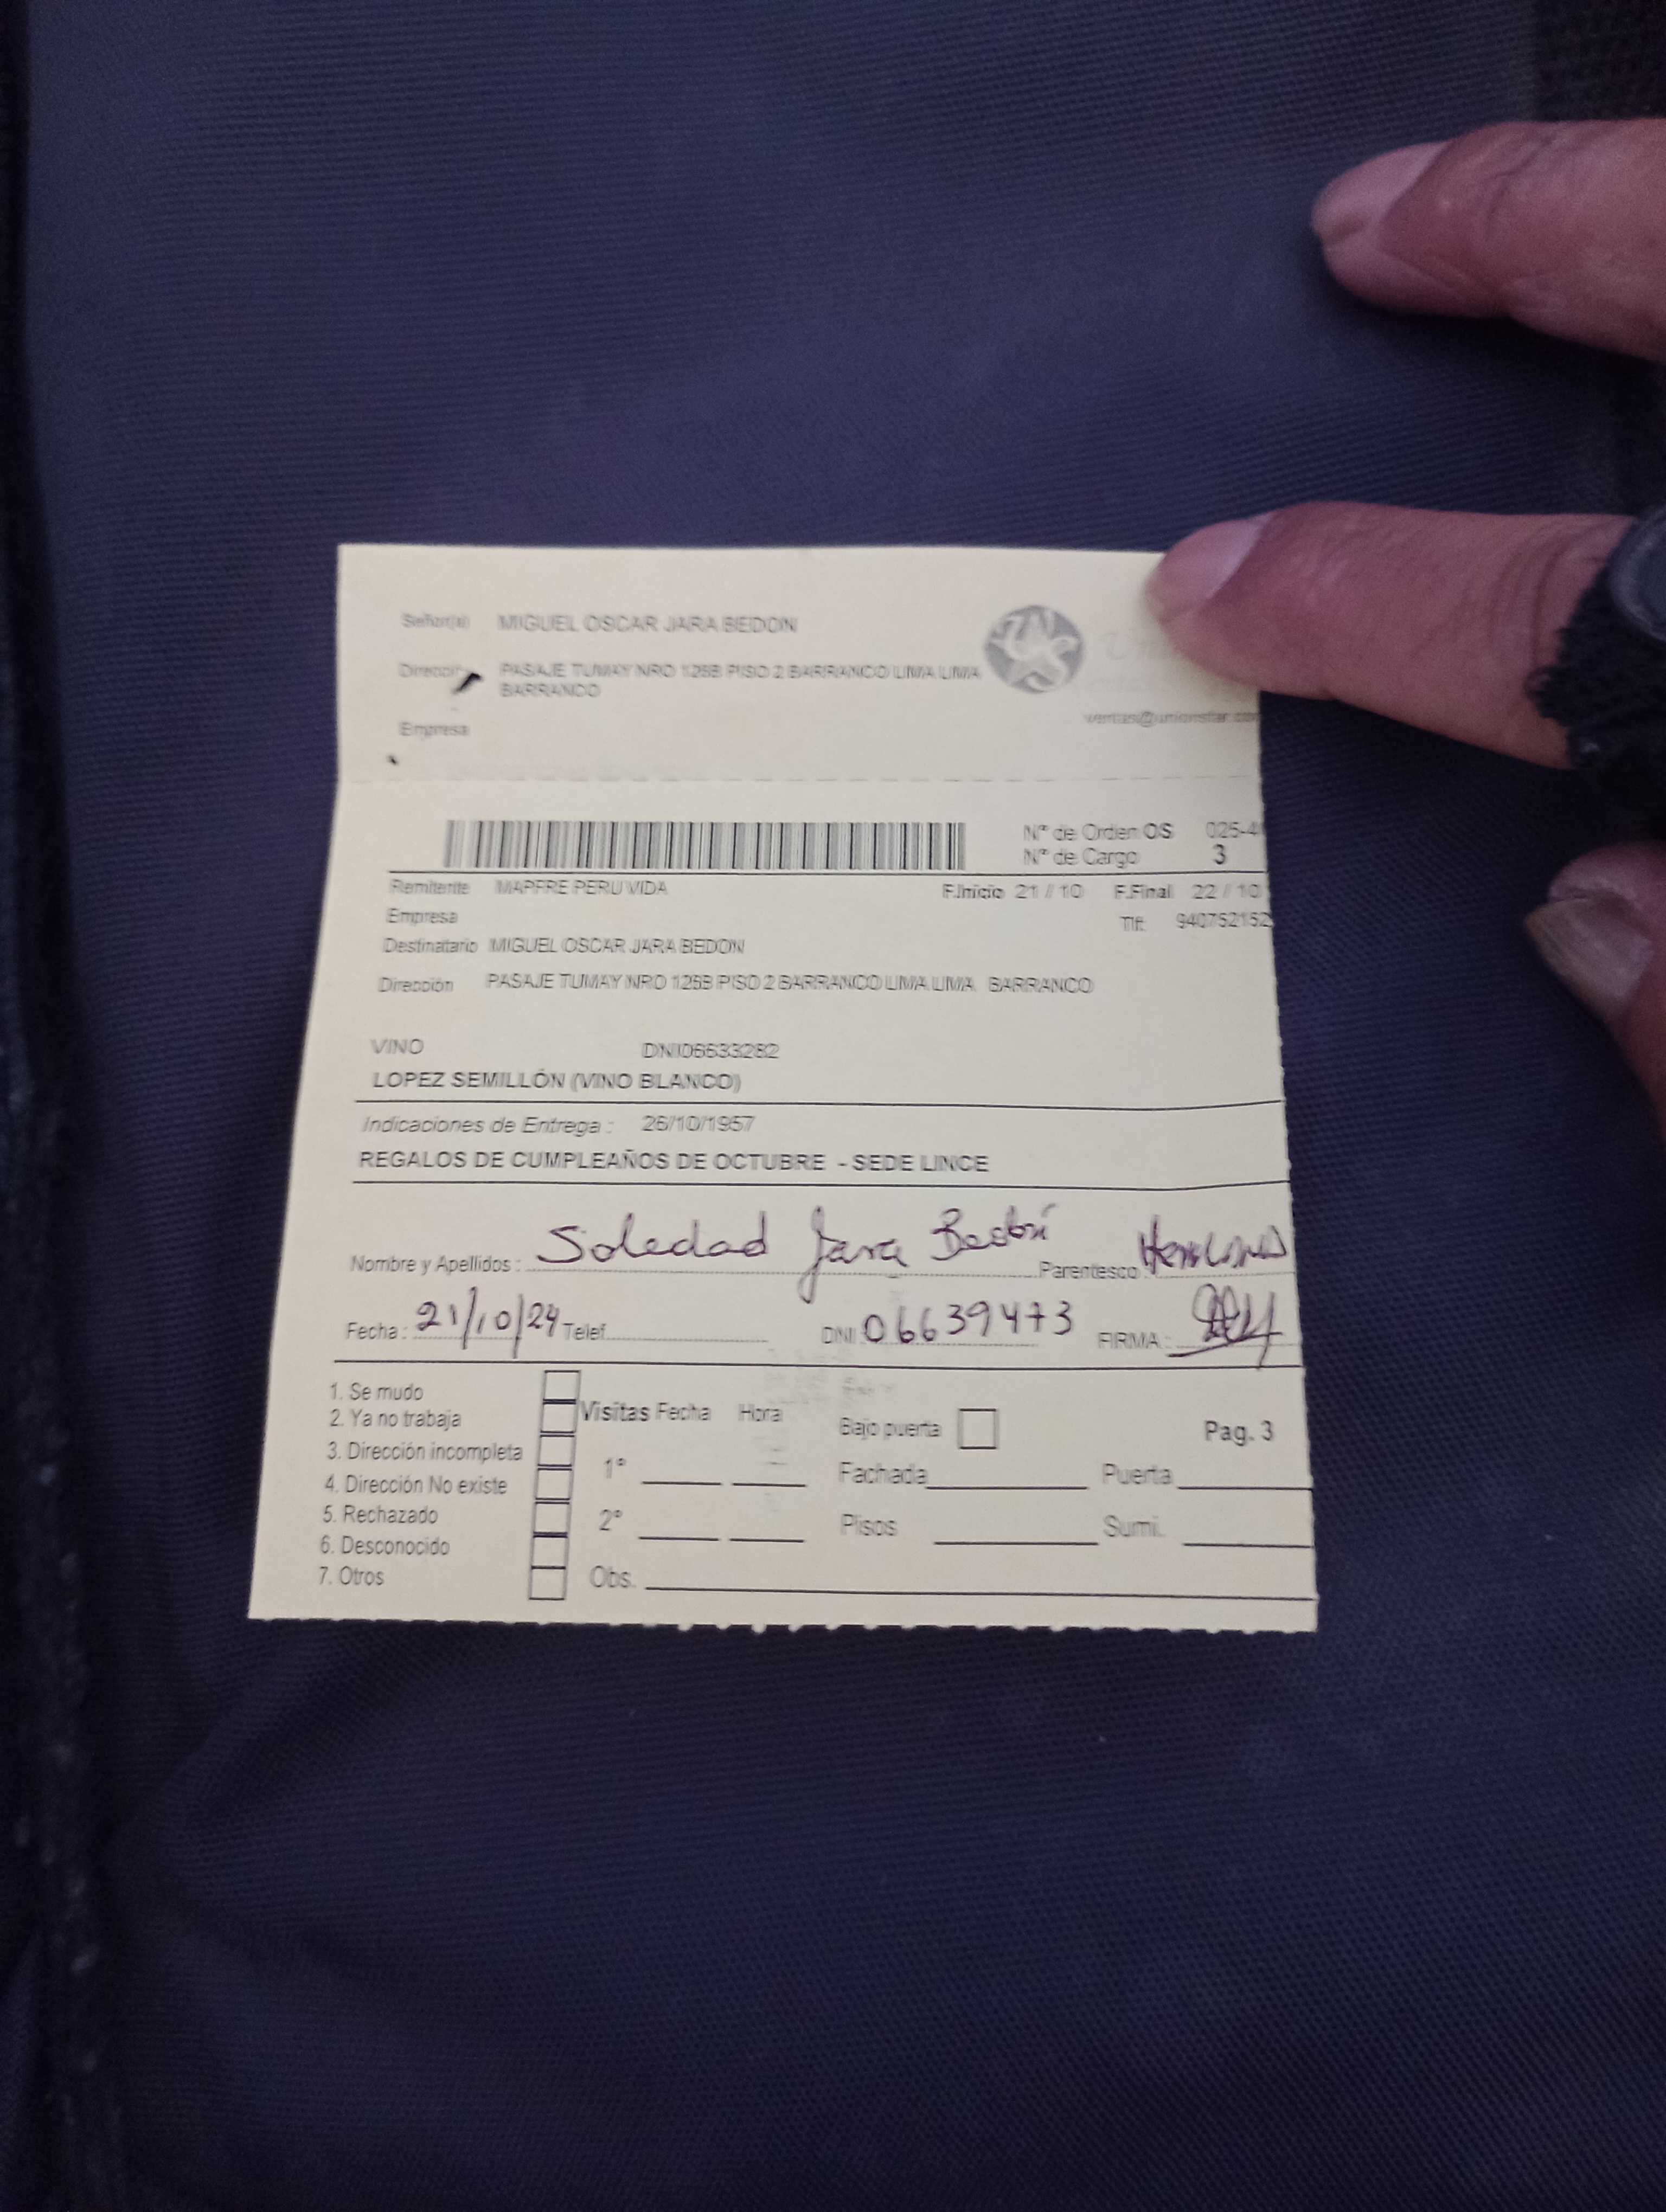 Señor(a) MIGUEL OSCAR JARA BEDON
Dirección PASAJE TUMAY NRO 125B PISO 2 BARRANCO LIMA LIMA
BARRANCO
Empresa
ventas@unionstar.co
Nº de Orden OS 025-4
Nº de Cargo 3
Remitente MAPFRE PERU VIDA F.Inicio 21 // 10 F.Final 22 // 10
Empresa Tlf: 940752152
Destinatario MIGUEL OSCAR JARA BEDON
Dirección PASAJE TUMAY NRO 125B PISO 2 BARRANCO LIMA LIMA BARRANCO
VINO DNI06633282
LOPEZ SEMILLÓN (VINO BLANCO)
Indicaciones de Entrega : 26/10/1957
REGALOS DE CUMPLEAÑOS DE OCTUBRE - SEDE LINCE
Nombre y Apellidos : Soledad Jara Parentesco
Fecha : 21/10/24 Telef. DNI 06639473 FIRMA :
1. Se mudo
2. Ya no trabaja Visitas Fecha Hora Bajo puerta Pag. 3
3. Dirección incompleta
4. Dirección No existe 1° Fachada Puerta
5. Rechazado
6. Desconocido 2° Pisos Sumi.
7. Otros Obs.